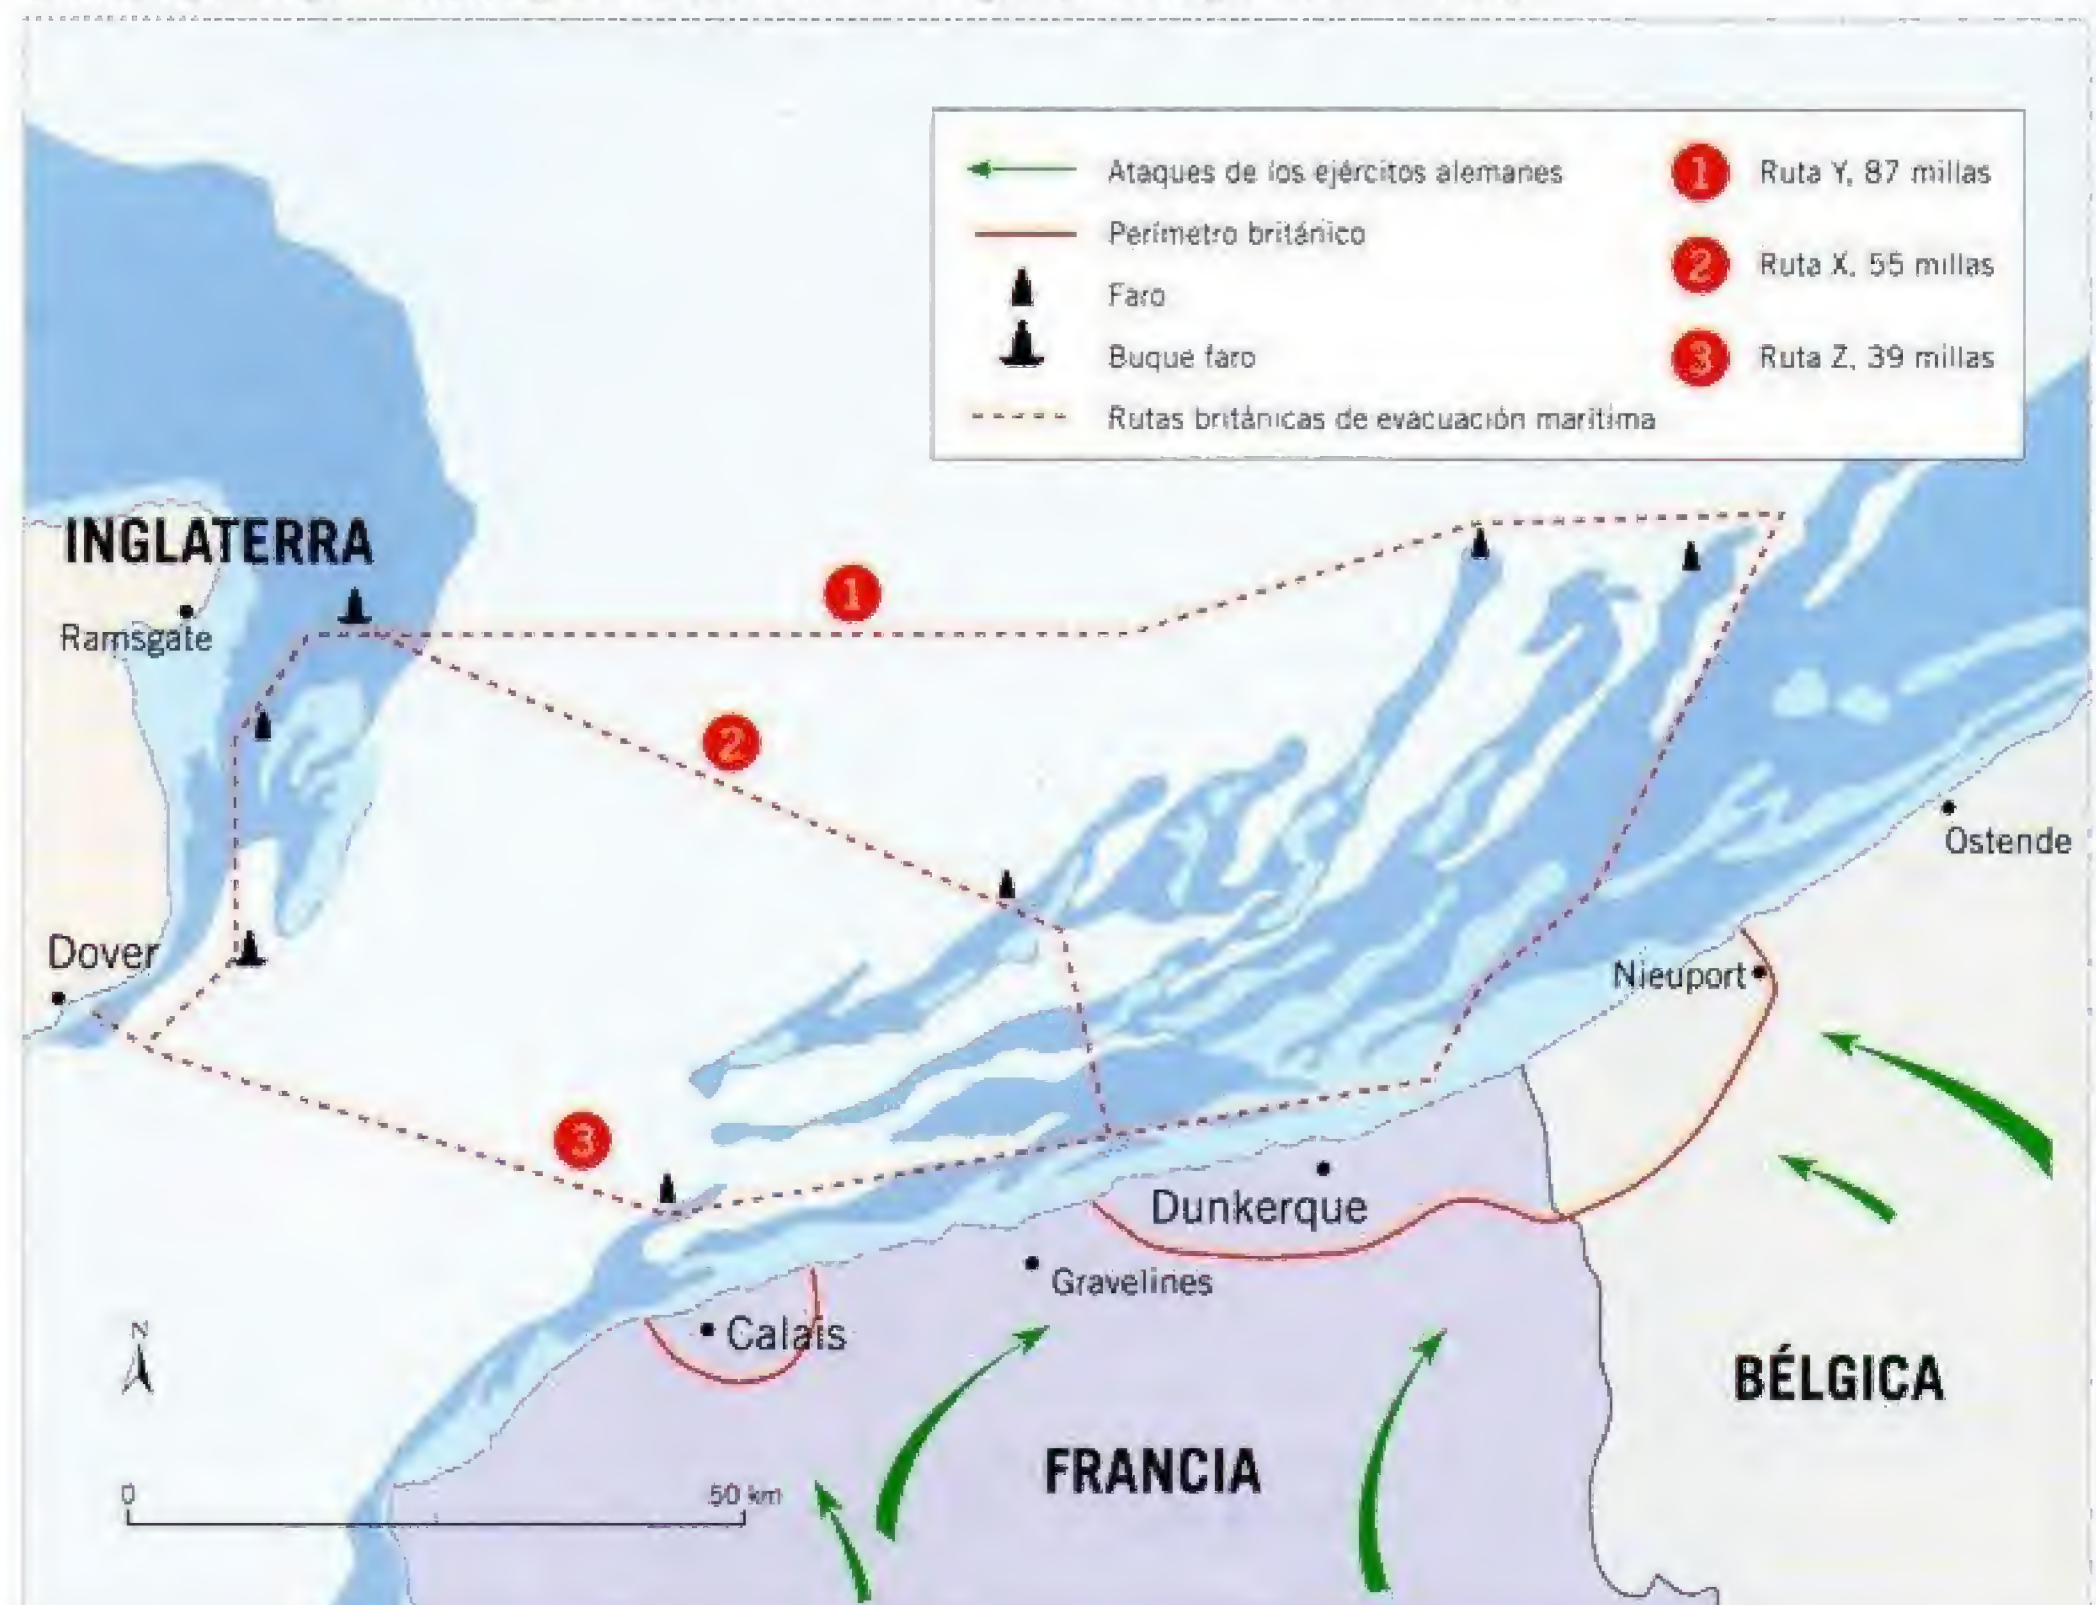 Ataques de los ejércitos alemanes
Perímetro británico
Faro
Buque faro
Rutas británicas de evacuación marítima
1 Ruta Y, 87 millas
2 Ruta X, 55 millas
3 Ruta Z, 39 millas
INGLATERRA
Ramsgate
1
2
Dover
Ostende
Nieuport
3
Dunkerque
Gravelines
Calais
N
BÉLGICA
FRANCIA
0 50 km